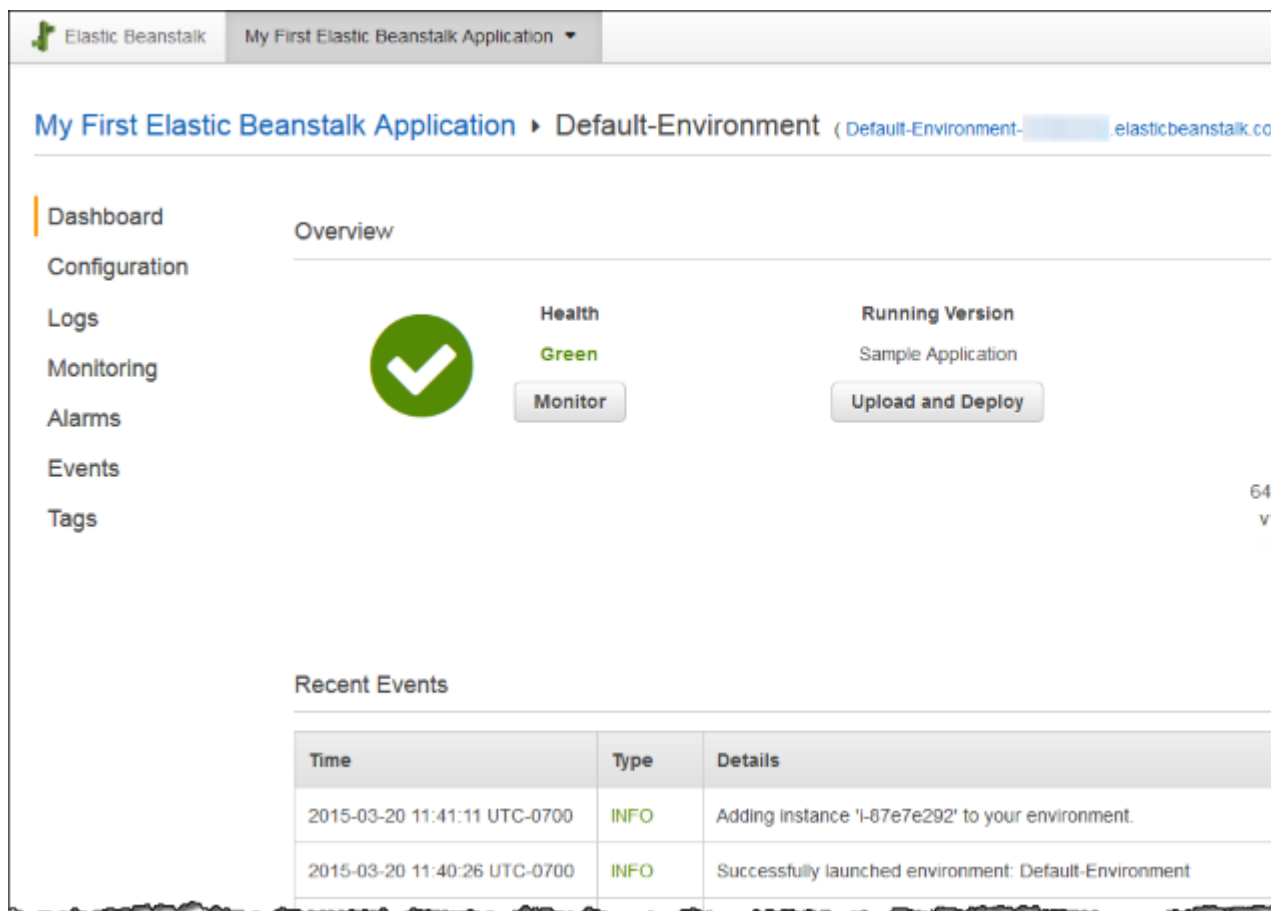 Elastic Beanstalk My First Elastic Beanstalk Application
My First Elastic Beanstalk Application Default-Environment ( Default-Environment- .elasticbeanstalk.co
Dashboard
Configuration
Logs
Monitoring
Alarms
Events
Tags
Overview
Health
Green
Monitor
Running Version
Sample Application
Upload and Deploy
64
v
Recent Events
Time Type Details
2015-03-20 11:41:11 UTC-0700 INFO Adding instance 'i-87e7e292' to your environment.
2015-03-20 11:40:26 UTC-0700 INFO Successfully launched environment: Default-Environment